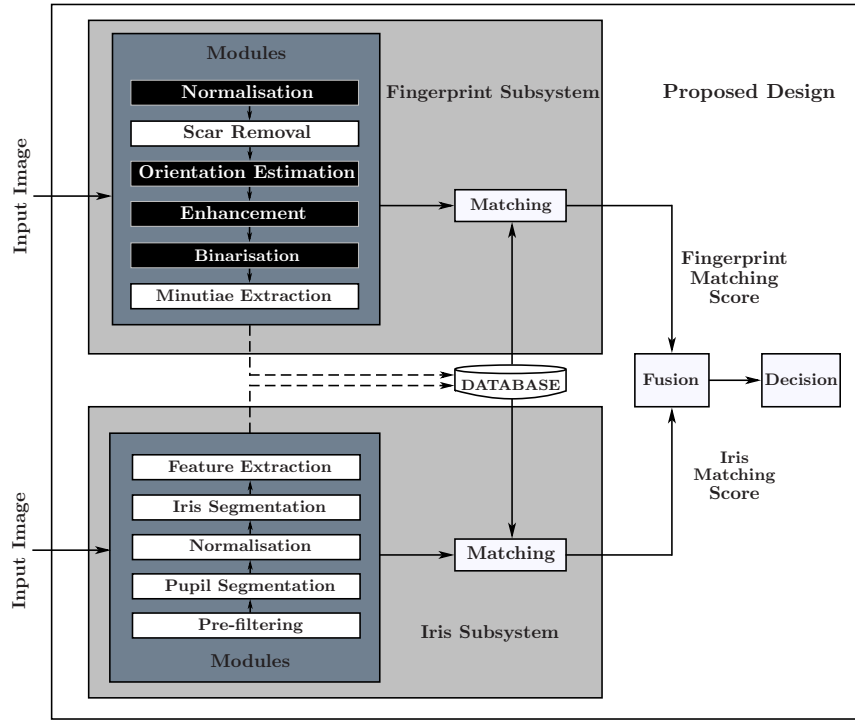 Modules
Normalisation
Scar Removal
Orientation Estimation
Enhancement
Binarisation
Minutiae Extraction
Fingerprint Subsystem
Proposed Design
Input Image
Matching
Fingerprint
Matching
Score
DATABASE
Fusion
Decision
Feature Extraction
Iris Segmentation
Normalisation
Pupil Segmentation
Pre-filtering
Modules
Input Image
Matching
Iris
Matching
Score
Iris Subsystem